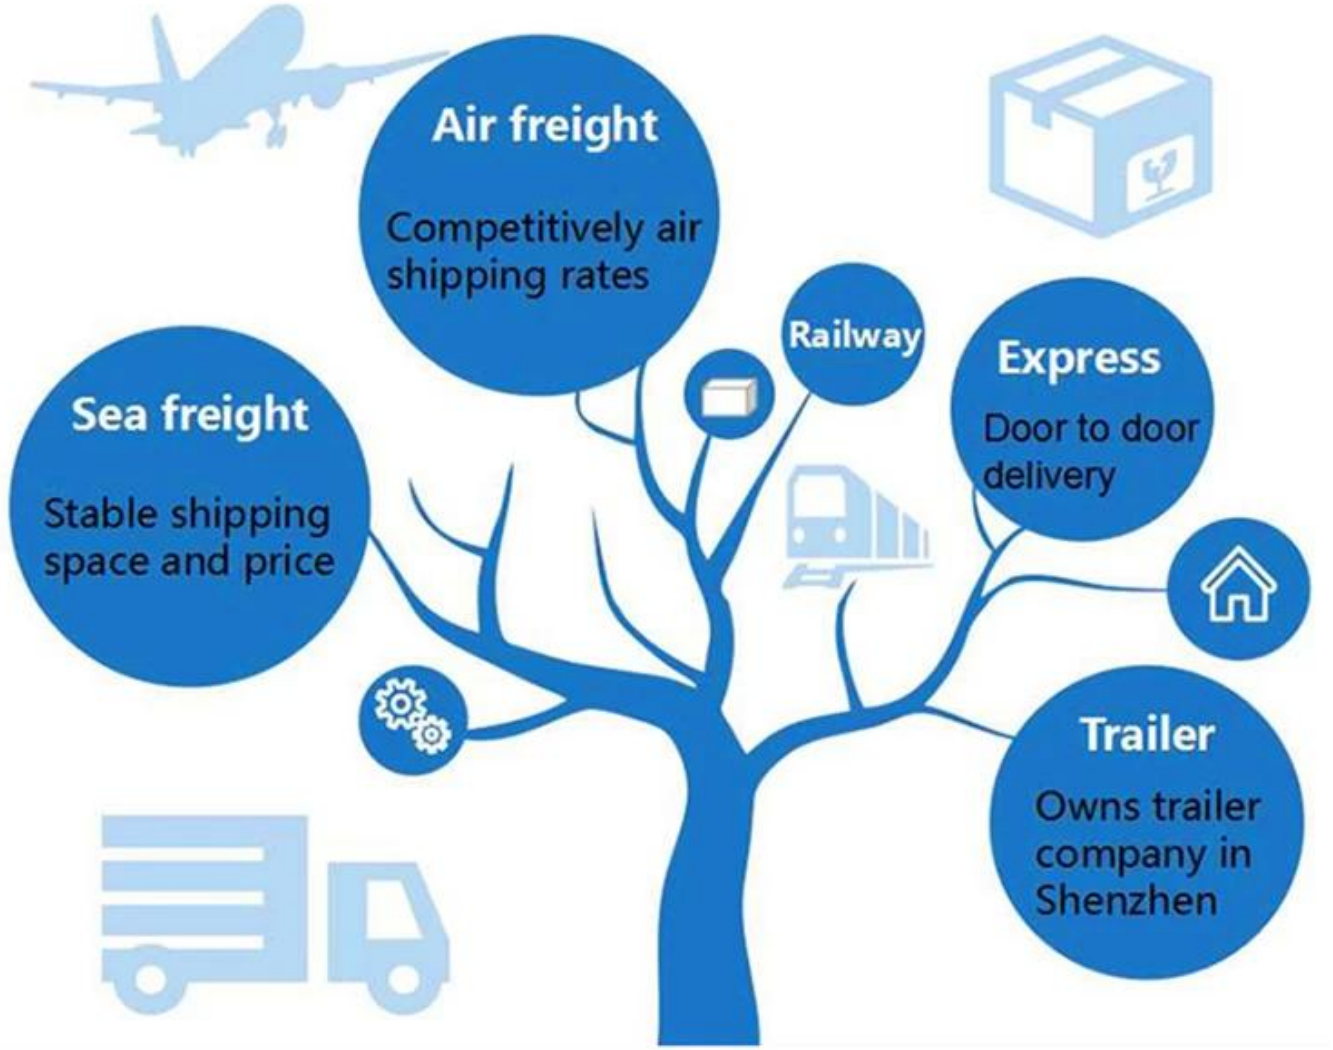 Air freight
Competitively air
shipping rates
Railway
Express
Door to door
delivery
Sea freight
Stable shipping
space and price
Trailer
Owns trailer
company in
Shenzhen